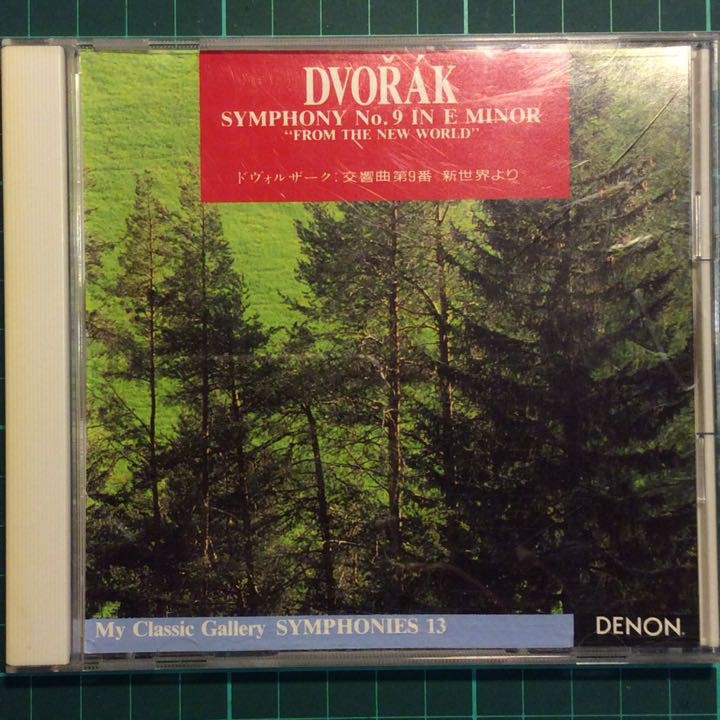 DVOŘÁK
SYMPHONY No. 9 IN E MINOR
"FROM THE NEW WORLD"
ドヴォルザーク: 交響曲第9番 新世界より
My Classic Gallery SYMPHONIES 13
DENON